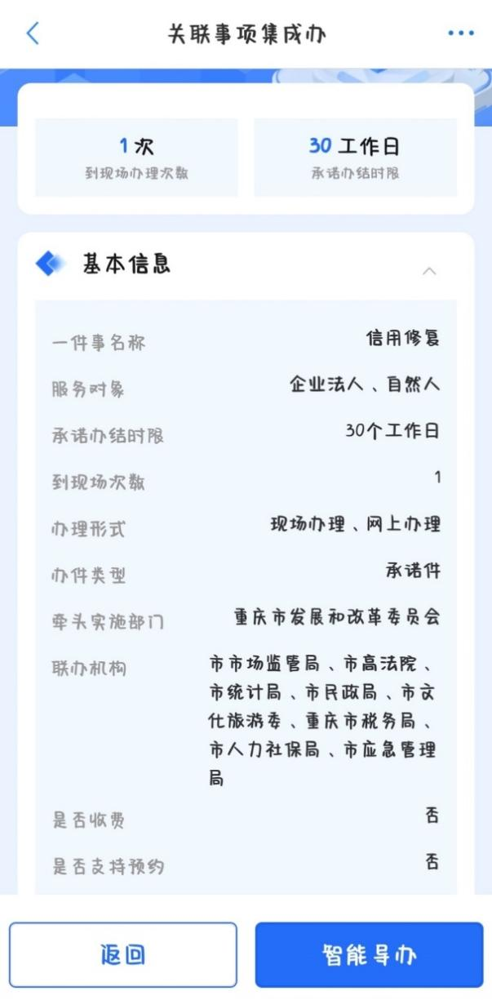 关联事项集成办
1 次
到现场办理次数
30 工作日
承诺办结时限
基本信息
一件事名称 信用修复
服务对象 企业法人、自然人
承诺办结时限 30个工作日
到现场次数 1
办理形式 现场办理、网上办理
办件类型 承诺件
牵头实施部门 重庆市发展和改革委员会
联办机构 市市场监管局、市高法院、
市统计局、市民政局、市文
化旅游委、重庆市税务局、
市人力社保局、市应急管理
局
是否收费 否
是否支持预约 否
返回 智能导办